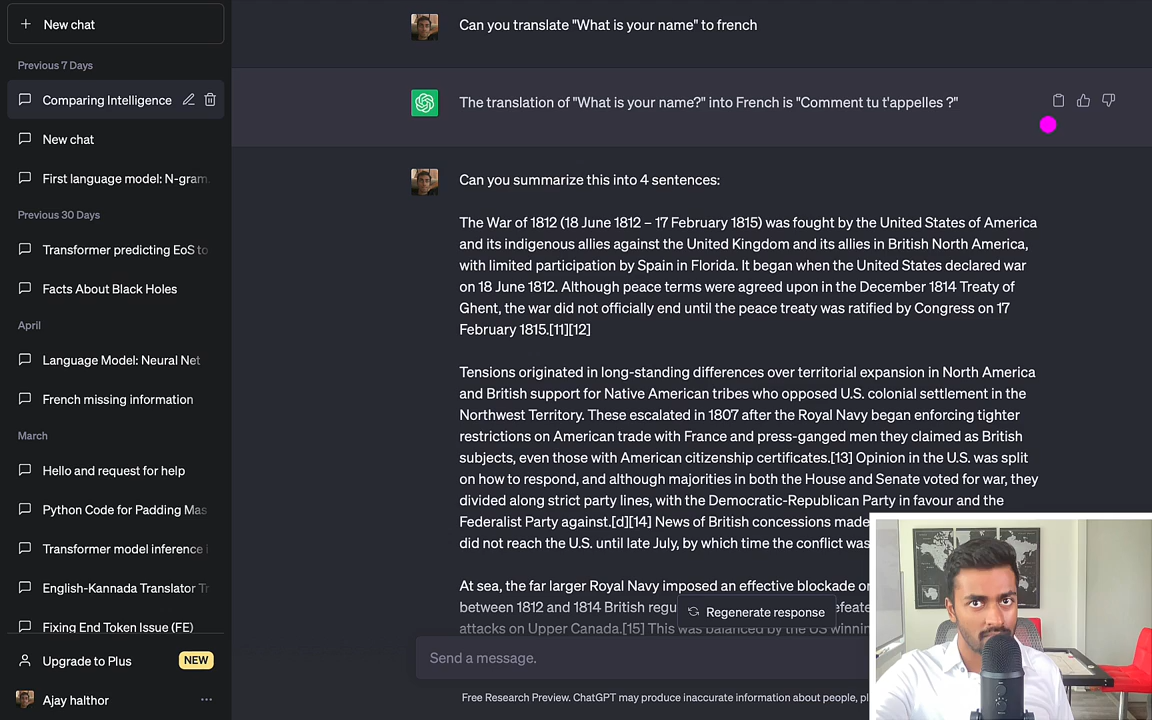 New chat
Previous 7 Days
Comparing Intelligence
New chat
First language model: N-gram.
Previous 30 Days
Transformer predicting EoS to
Facts About Black Holes
April
Language Model: Neural Net
French missing information
March
Hello and request for help
Python Code for Padding Mas
Transformer model inference i
English-Kannada Translator Tr
Fixing End Token Issue (FE)
Upgrade to Plus NEW
Ajay halthor
Can you translate "What is your name" to french
The translation of "What is your name?" into French is "Comment tu t'appelles ?"
Can you summarize this into 4 sentences:
The War of 1812 (18 June 1812 – 17 February 1815) was fought by the United States of America
and its indigenous allies against the United Kingdom and its allies in British North America,
with limited participation by Spain in Florida. It began when the United States declared war
on 18 June 1812. Although peace terms were agreed upon in the December 1814 Treaty of
Ghent, the war did not officially end until the peace treaty was ratified by Congress on 17
February 1815.[11][12]
Tensions originated in long-standing differences over territorial expansion in North America
and British support for Native American tribes who opposed U.S. colonial settlement in the
Northwest Territory. These escalated in 1807 after the Royal Navy began enforcing tighter
restrictions on American trade with France and press-ganged men they claimed as British
subjects, even those with American citizenship certificates.[13] Opinion in the U.S. was split
on how to respond, and although majorities in both the House and Senate voted for war, they
divided along strict party lines, with the Democratic-Republican Party in favour and the
Federalist Party against.[d][14] News of British concessions made
did not reach the U.S. until late July, by which time the conflict was
At sea, the far larger Royal Navy imposed an effective blockade
between 1812 and 1814 British regu
attacks on Upper Canada.[15] This was balanced by the US winnin
Regenerate response
Send a message.
Free Research Preview. ChatGPT may produce inaccurate information about people,